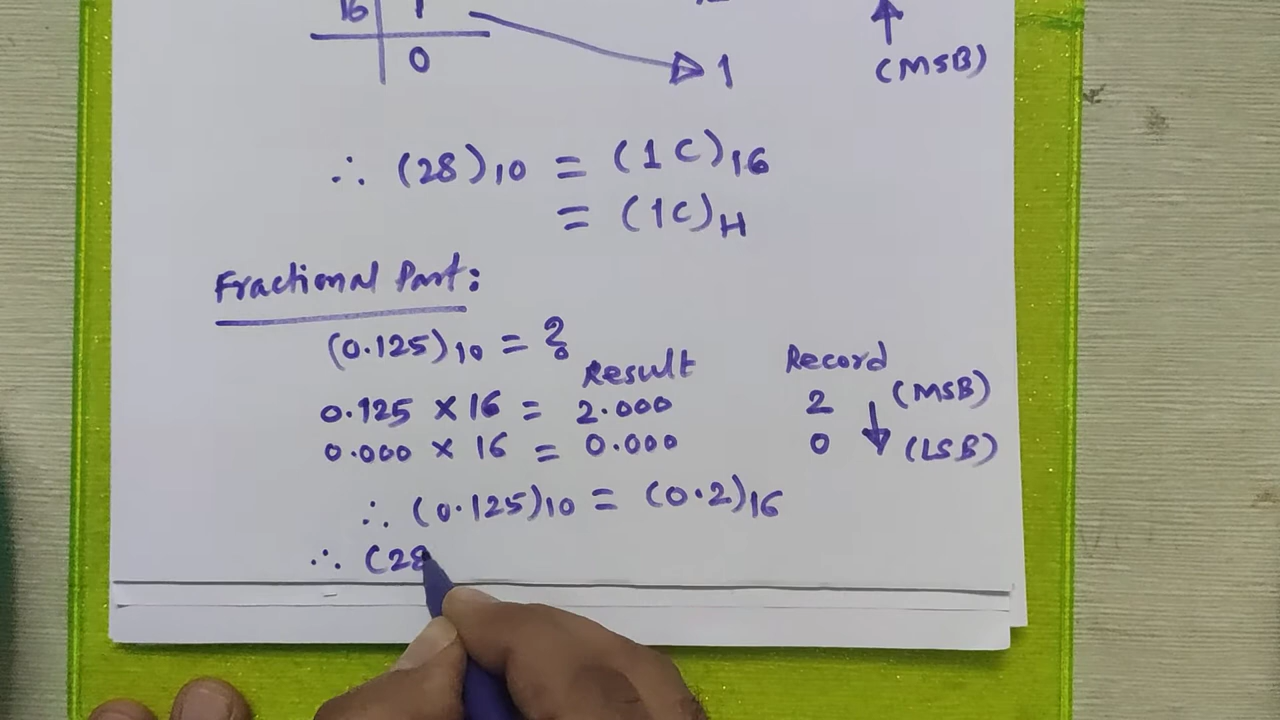 16 1
0 1 (MSB)
∴ (28)10 = (1C)16
= (1C)H
Fractional Part:
(0.125)10 = ?
Result Record
0.125 × 16 = 2.000 2 (MSB)
0.000 × 16 = 0.000 0 (LSB)
∴ (0.125)10 = (0.2)16
∴ (28